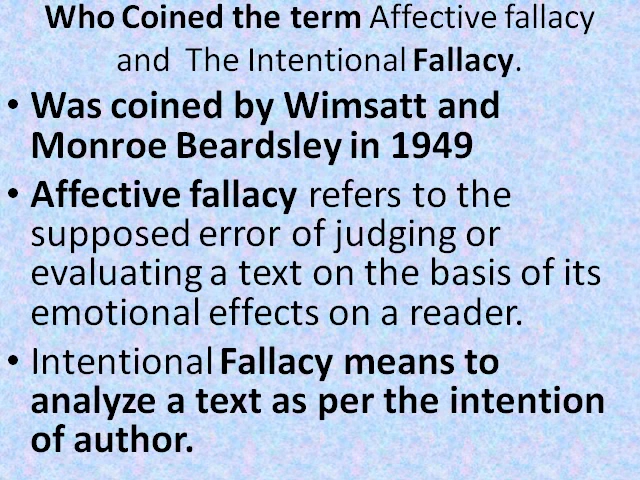 Who Coined the term Affective fallacy
and The Intentional Fallacy.
• Was coined by Wimsatt and
Monroe Beardsley in 1949
• Affective fallacy refers to the
supposed error of judging or
evaluating a text on the basis of its
emotional effects on a reader.
• Intentional Fallacy means to
analyze a text as per the intention
of author.